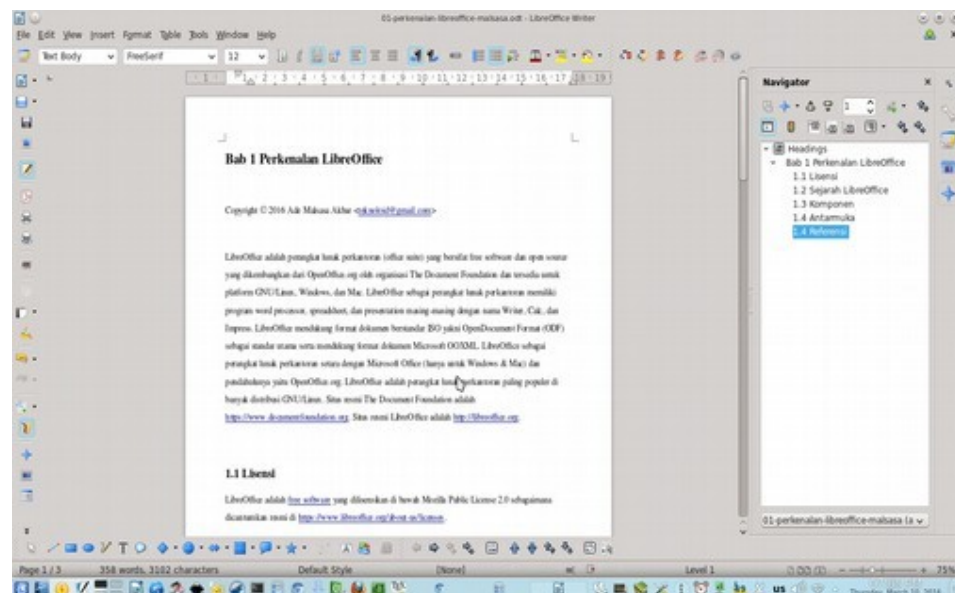 01-perkenalan-libreoffice-malsasa.odt - LibreOffice Writer
File Edit View Insert Format Table Tools Window Help
Text Body FreeSerif 12
Navigator
1
Headings
Bab 1 Perkenalan LibreOffice
1.1 Lisensi
1.2 Sejarah LibreOffice
1.3 Komponen
1.4 Antarmuka
1.4 Referensi
01-perkenalan-libreoffice-malsasa (a
Bab 1 Perkenalan LibreOffice
Copyright © 2016 Ade Malsasa Akbar
LibreOffice adalah perangkat lunak perkantoran (office suite) yang bersifat free software dan open source
yang dikembangkan dari OpenOffice.org oleh organisasi The Document Foundation dan tersedia untuk
platform GNU/Linux, Windows, dan Mac. LibreOffice sebagai perangkat lunak perkantoran memiliki
program word processor, spreadsheet, dan presentation masing-masing dengan nama Writer, Calc, dan
Impress. LibreOffice mendukung format dokumen berstandar ISO yakni OpenDocument Format (ODF)
sebagai standar utama serta mendukung format dokumen Microsoft OOXML. LibreOffice sebagai
perangkat lunak perkantoran setara dengan Microsoft Office (hanya untuk Windows & Mac) dan
pendahulunya yaitu OpenOffice.org. LibreOffice adalah perangkat lunak perkantoran paling populer di
banyak distribusi GNU/Linux. Situs resmi The Document Foundation adalah
https://www.documentfoundation.org. Situs resmi LibreOffice adalah http://libreoffice.org.
1.1 Lisensi
LibreOffice adalah free software yang dilisensikan di bawah Mozilla Public License 2.0 sebagaimana
dicantumkan resmi di https://www.libreoffice.org/about-us/licenses.
Page 1 / 3 358 words, 3102 characters Default Style [None] Level 1 75%
us Thursday, March 10, 2016